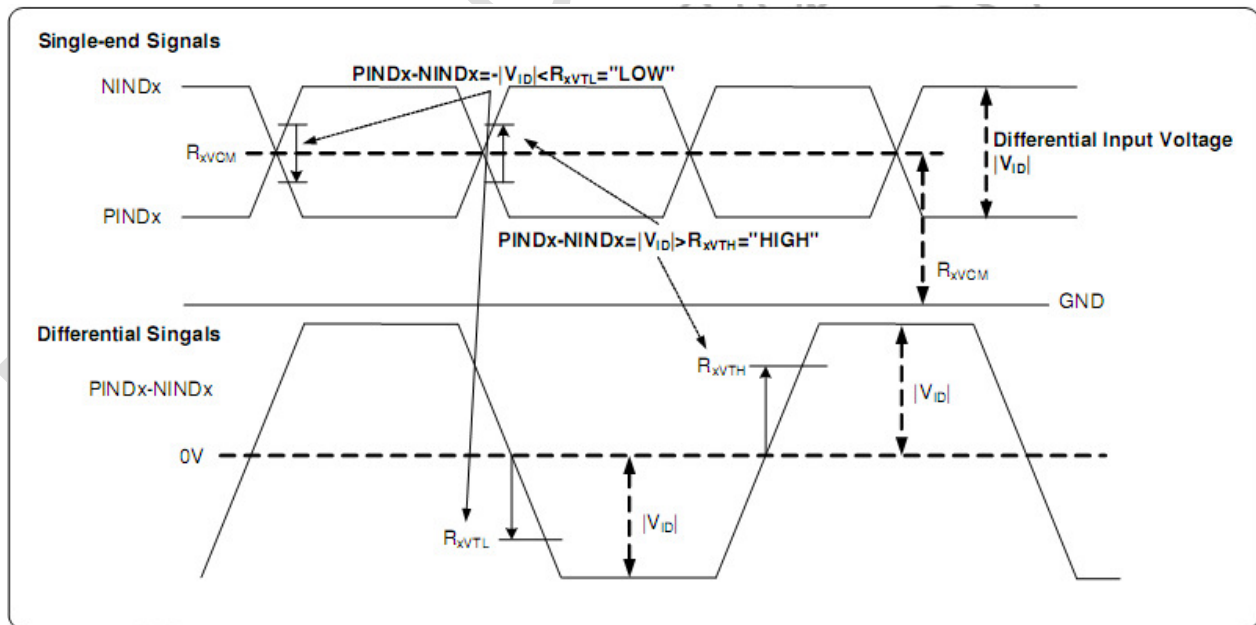 Single-end Signals
PINDx-NINDx=-|VID|<RxVTL="LOW"
NINDx
Differential Input Voltage
|VID|
RxVCM
PINDx
PINDx-NINDx=|VID|>RxVTH="HIGH"
RxVCM
GND
Differential Singals
RxVTH
PINDx-NINDx
|VID|
0V
|VID|
RxVTL